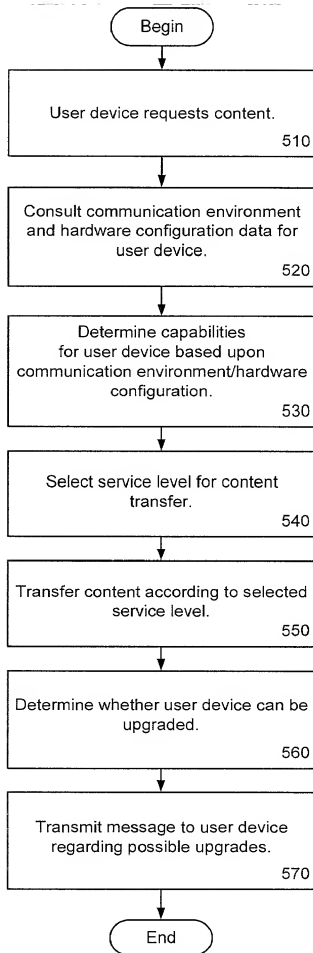 Begin
User device requests content.
510
Consult communication environment
and hardware configuration data for
user device.
520
Determine capabilities
for user device based upon
communication environment/hardware
configuration.
530
Select service level for content
transfer.
540
Transfer content according to selected
service level.
550
Determine whether user device can be
upgraded.
560
Transmit message to user device
regarding possible upgrades.
570
End